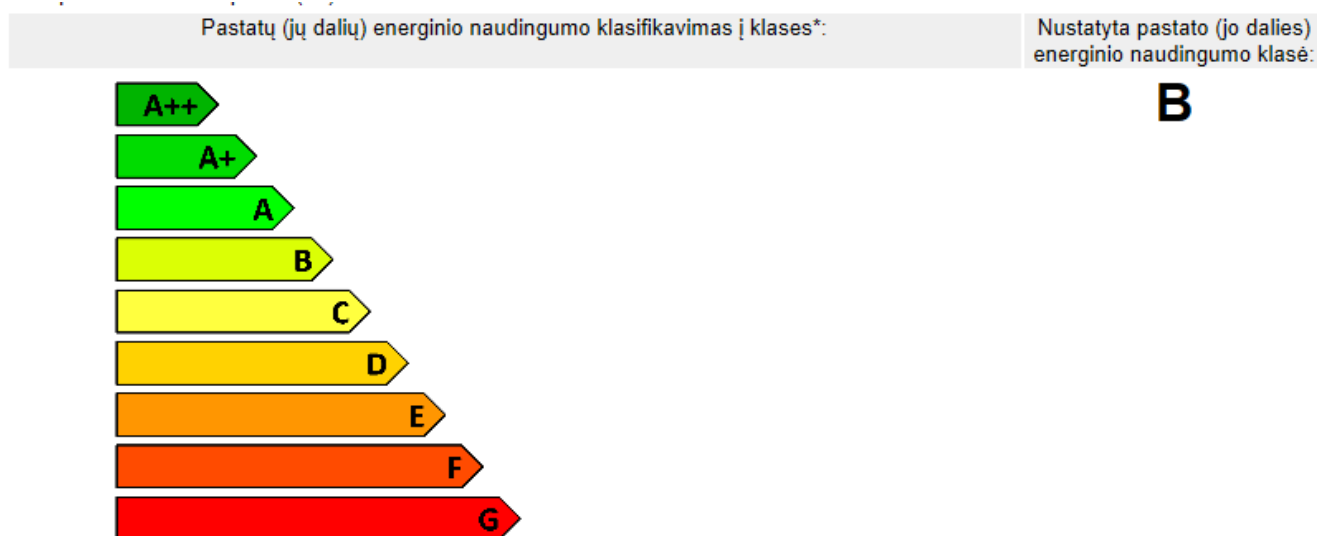 Pastatų (jų dalių) energinio naudingumo klasifikavimas į klases*:
Nustatyta pastato (jo dalies)
energinio naudingumo klasė:
A++
B
A+
A
B
C
D
E
F
G